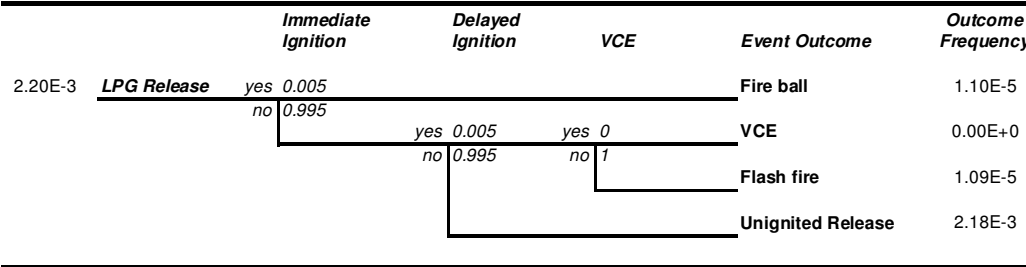 Immediate Ignition Delayed Ignition VCE Event Outcome Outcome Frequency
2.20E-3 LPG Release yes 0.005 Fire ball 1.10E-5
no 0.995
yes 0.005 yes 0 VCE 0.00E+0
no 0.995 no 1
Flash fire 1.09E-5
Unignited Release 2.18E-3